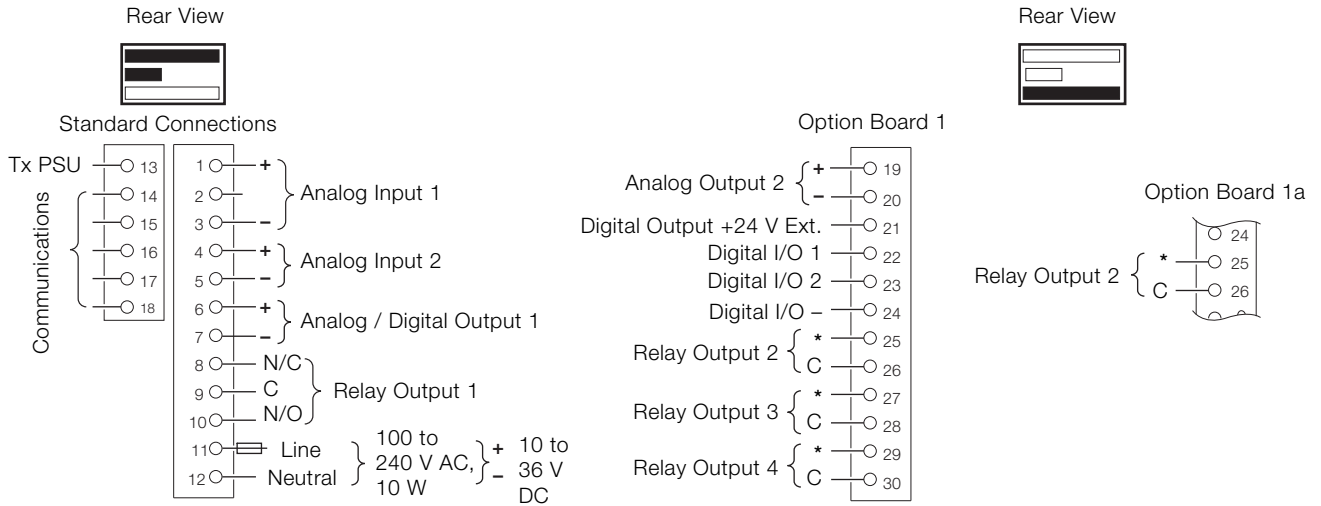 Rear View
Standard Connections
Tx PSU
13
14
15
16
17
18
Communications
1 +
2
3 –
Analog Input 1
4 +
5 –
Analog Input 2
6 +
7 –
Analog / Digital Output 1
8 N/C
9 C
10 N/O
Relay Output 1
11 Line
12 Neutral
100 to
240 V AC,
10 W
+ 10 to
– 36 V
DC
Rear View
Option Board 1
Analog Output 2
+ 19
– 20
Digital Output +24 V Ext. 21
Digital I/O 1 22
Digital I/O 2 23
Digital I/O – 24
Relay Output 2
* 25
C 26
Relay Output 3
* 27
C 28
Relay Output 4
* 29
C 30
Option Board 1a
24
Relay Output 2
* 25
C 26